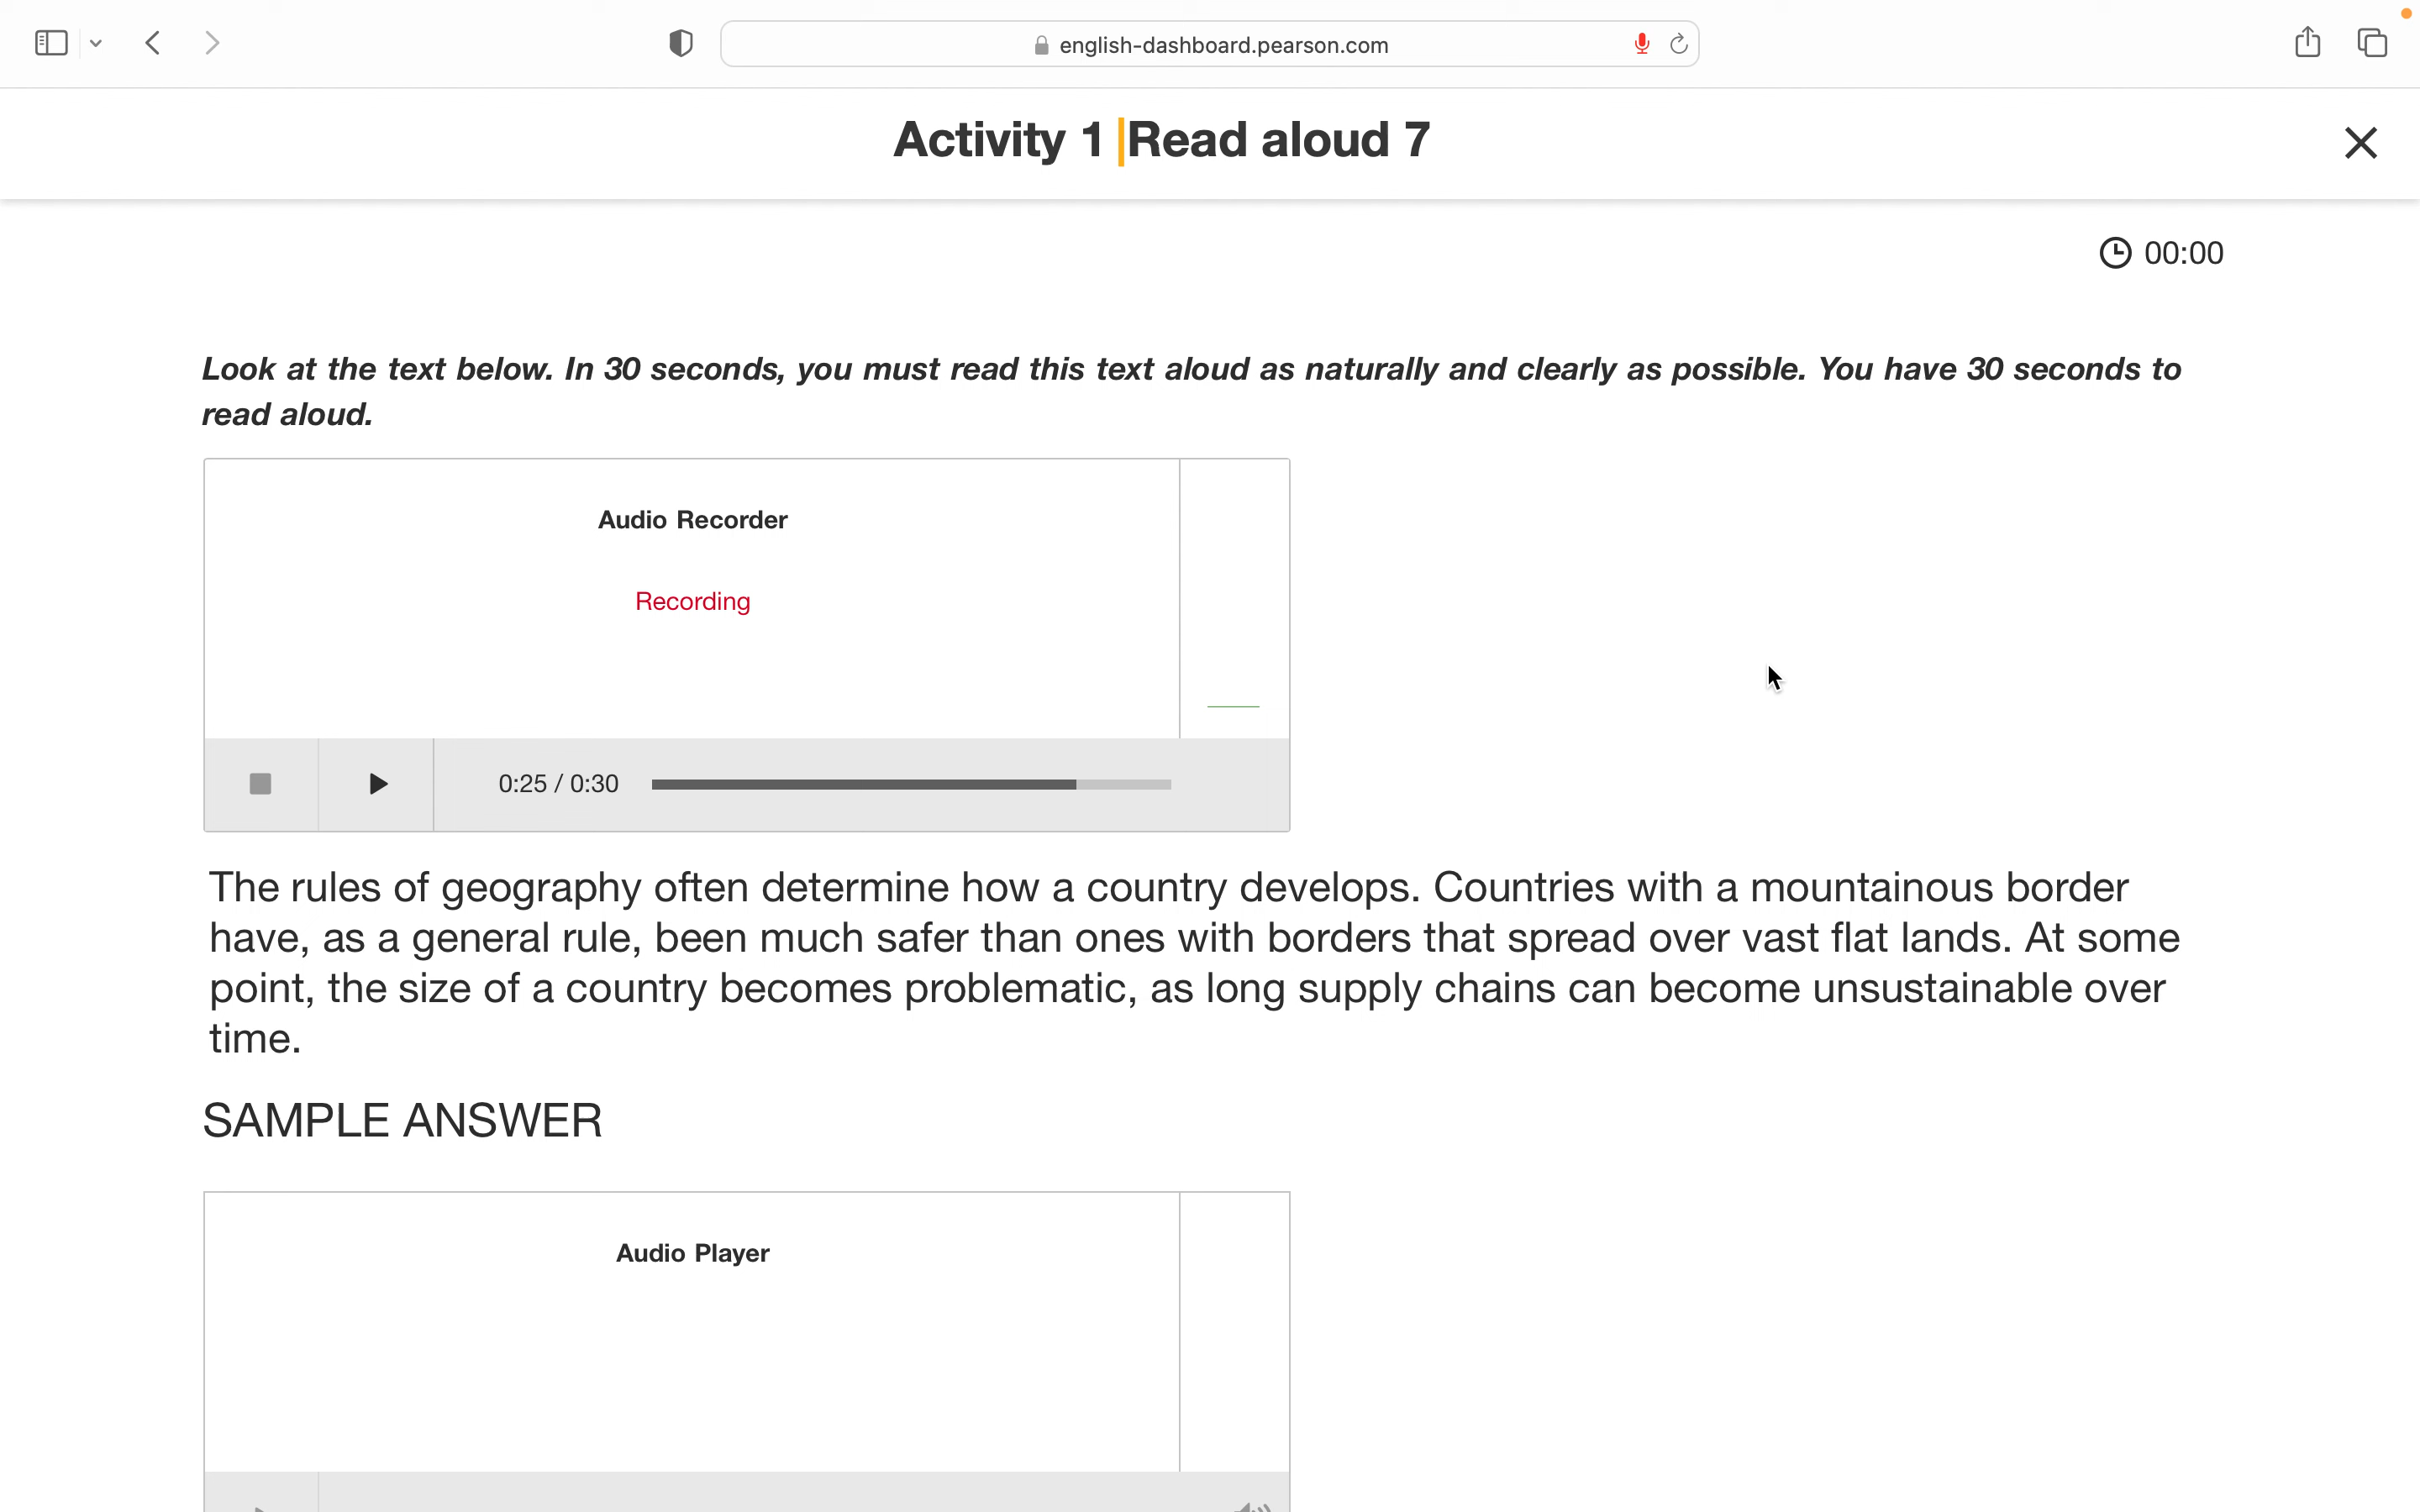 english-dashboard.pearson.com
Activity 1 Read aloud 7
00:00
Look at the text below. In 30 seconds, you must read this text aloud as naturally and clearly as possible. You have 30 seconds to
read aloud.
Audio Recorder
Recording
0:25 / 0:30
The rules of geography often determine how a country develops. Countries with a mountainous border
have, as a general rule, been much safer than ones with borders that spread over vast flat lands. At some
point, the size of a country becomes problematic, as long supply chains can become unsustainable over
time.
SAMPLE ANSWER
Audio Player